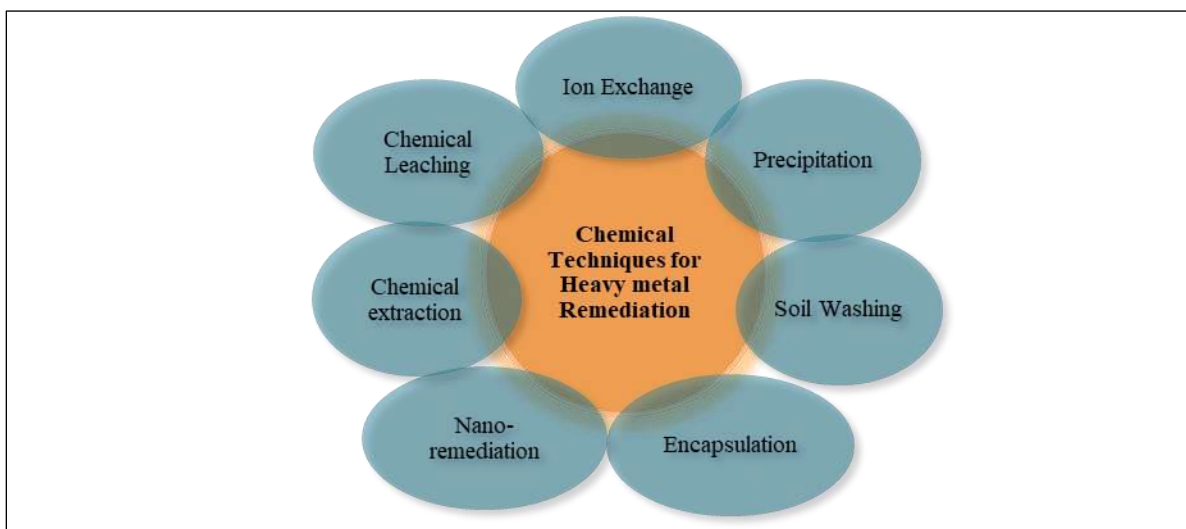 Ion Exchange
Chemical
Leaching
Precipitation
Chemical
Techniques for
Heavy metal
Remediation
Chemical
extraction
Soil Washing
Nano-
remediation
Encapsulation